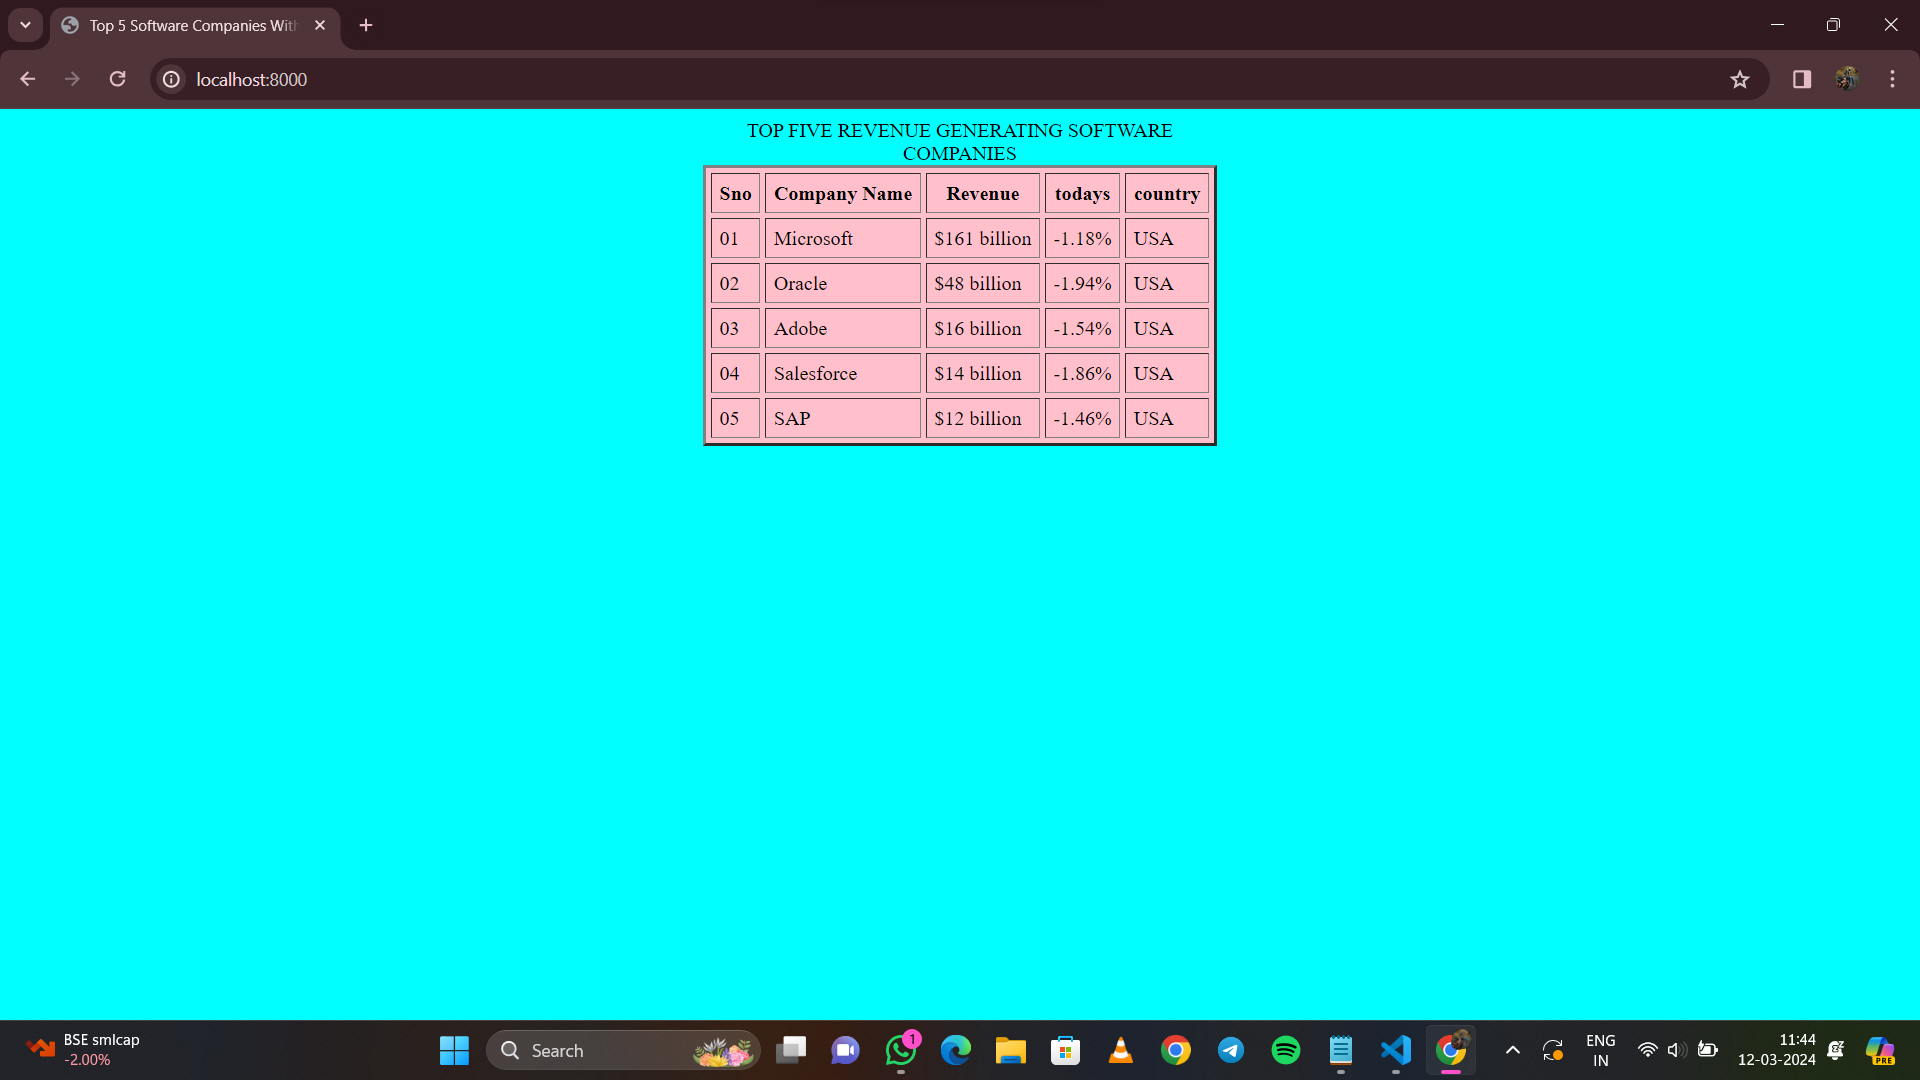 Top 5 Software Companies With
localhost:8000
TOP FIVE REVENUE GENERATING SOFTWARE
COMPANIES
Sno Company Name Revenue todays country
01 Microsoft $161 billion -1.18% USA
02 Oracle $48 billion -1.94% USA
03 Adobe $16 billion -1.54% USA
04 Salesforce $14 billion -1.86% USA
05 SAP $12 billion -1.46% USA
BSE smlcap
-2.00%
Search
1
ENG
IN
11:44
12-03-2024
PRE